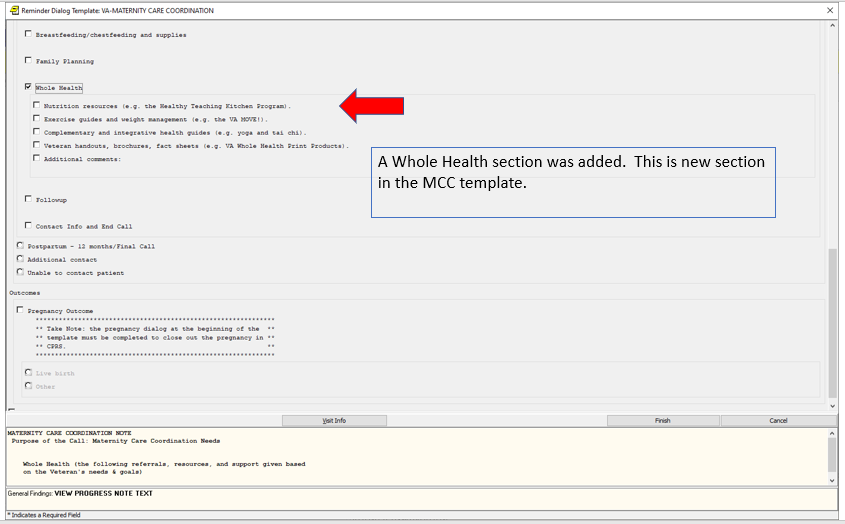 Reminder Dialog Template: VA-MATERNITY CARE COORDINATION
Breastfeeding/chestfeeding and supplies
Family Planning
Whole Health
Nutrition resources (e.g. the Healthy Teaching Kitchen Program).
Exercise guides and weight management (e.g. the VA MOVE!).
Complementary and integrative health guides (e.g. yoga and tai chi).
Veteran handouts, brochures, fact sheets (e.g. VA Whole Health Print Products).
Additional comments:
A Whole Health section was added. This is new section
in the MCC template.
Followup
Contact Info and End Call
Postpartum - 12 months/Final Call
Additional contact
Unable to contact patient
Outcomes
Pregnancy Outcome
**************************************************************
** Take Note: the pregnancy dialog at the beginning of the **
** template must be completed to close out the pregnancy in **
** CPRS. **
**************************************************************
Live birth
Other
Visit Info
Finish
Cancel
MATERNITY CARE COORDINATION NOTE
Purpose of the Call: Maternity Care Coordination Needs
Whole Health (the following referrals, resources, and support given based
on the Veteran's needs & goals)
General Findings: VIEW PROGRESS NOTE TEXT
* Indicates a Required Field